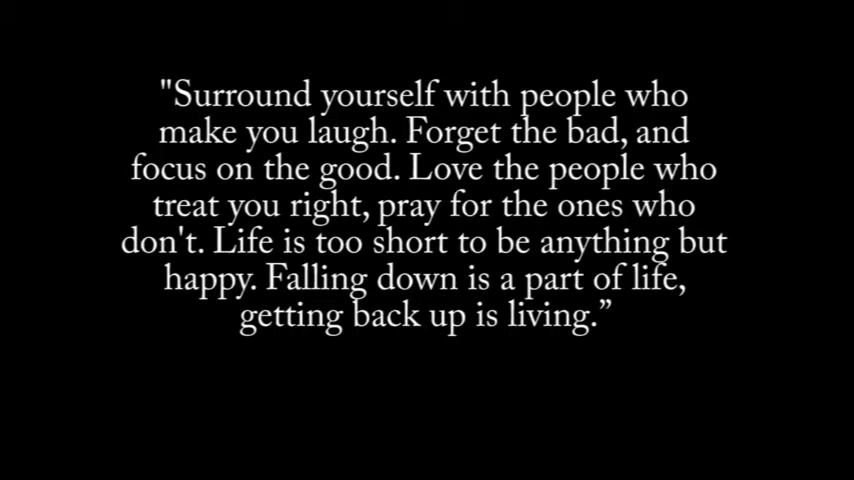 "Surround yourself with people who
make you laugh. Forget the bad, and
focus on the good. Love the people who
treat you right, pray for the ones who
don't. Life is too short to be anything but
happy. Falling down is a part of life,
getting back up is living.”